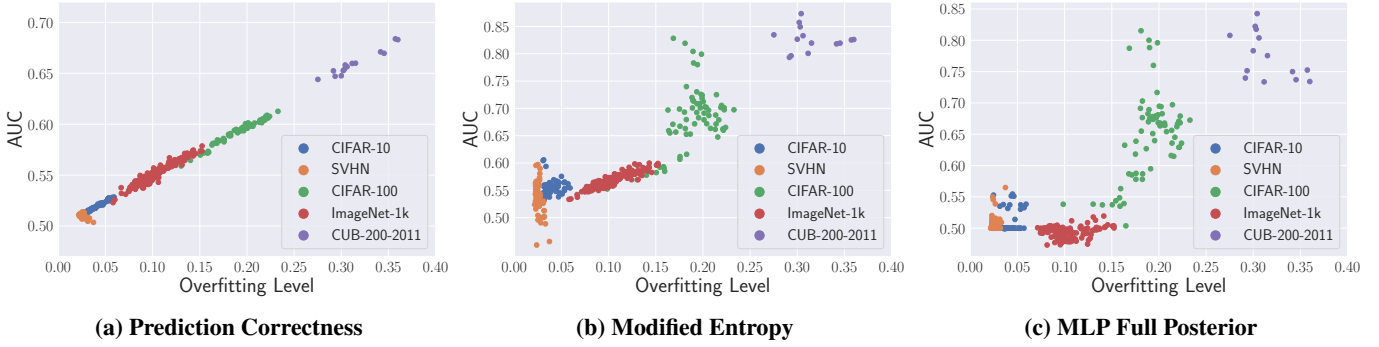 AUC
0.70
0.65
0.60
0.55
0.50
CIFAR-10
SVHN
CIFAR-100
ImageNet-1k
CUB-200-2011
0.00 0.05 0.10 0.15 0.20 0.25 0.30 0.35 0.40
Overfitting Level
(a) Prediction Correctness
AUC
0.85
0.80
0.75
0.70
0.65
0.60
0.55
0.50
CIFAR-10
SVHN
CIFAR-100
ImageNet-1k
CUB-200-2011
0.00 0.05 0.10 0.15 0.20 0.25 0.30 0.35 0.40
Overfitting Level
(b) Modified Entropy
AUC
0.85
0.80
0.75
0.70
0.65
0.60
0.55
0.50
CIFAR-10
SVHN
CIFAR-100
ImageNet-1k
CUB-200-2011
0.00 0.05 0.10 0.15 0.20 0.25 0.30 0.35 0.40
Overfitting Level
(c) MLP Full Posterior